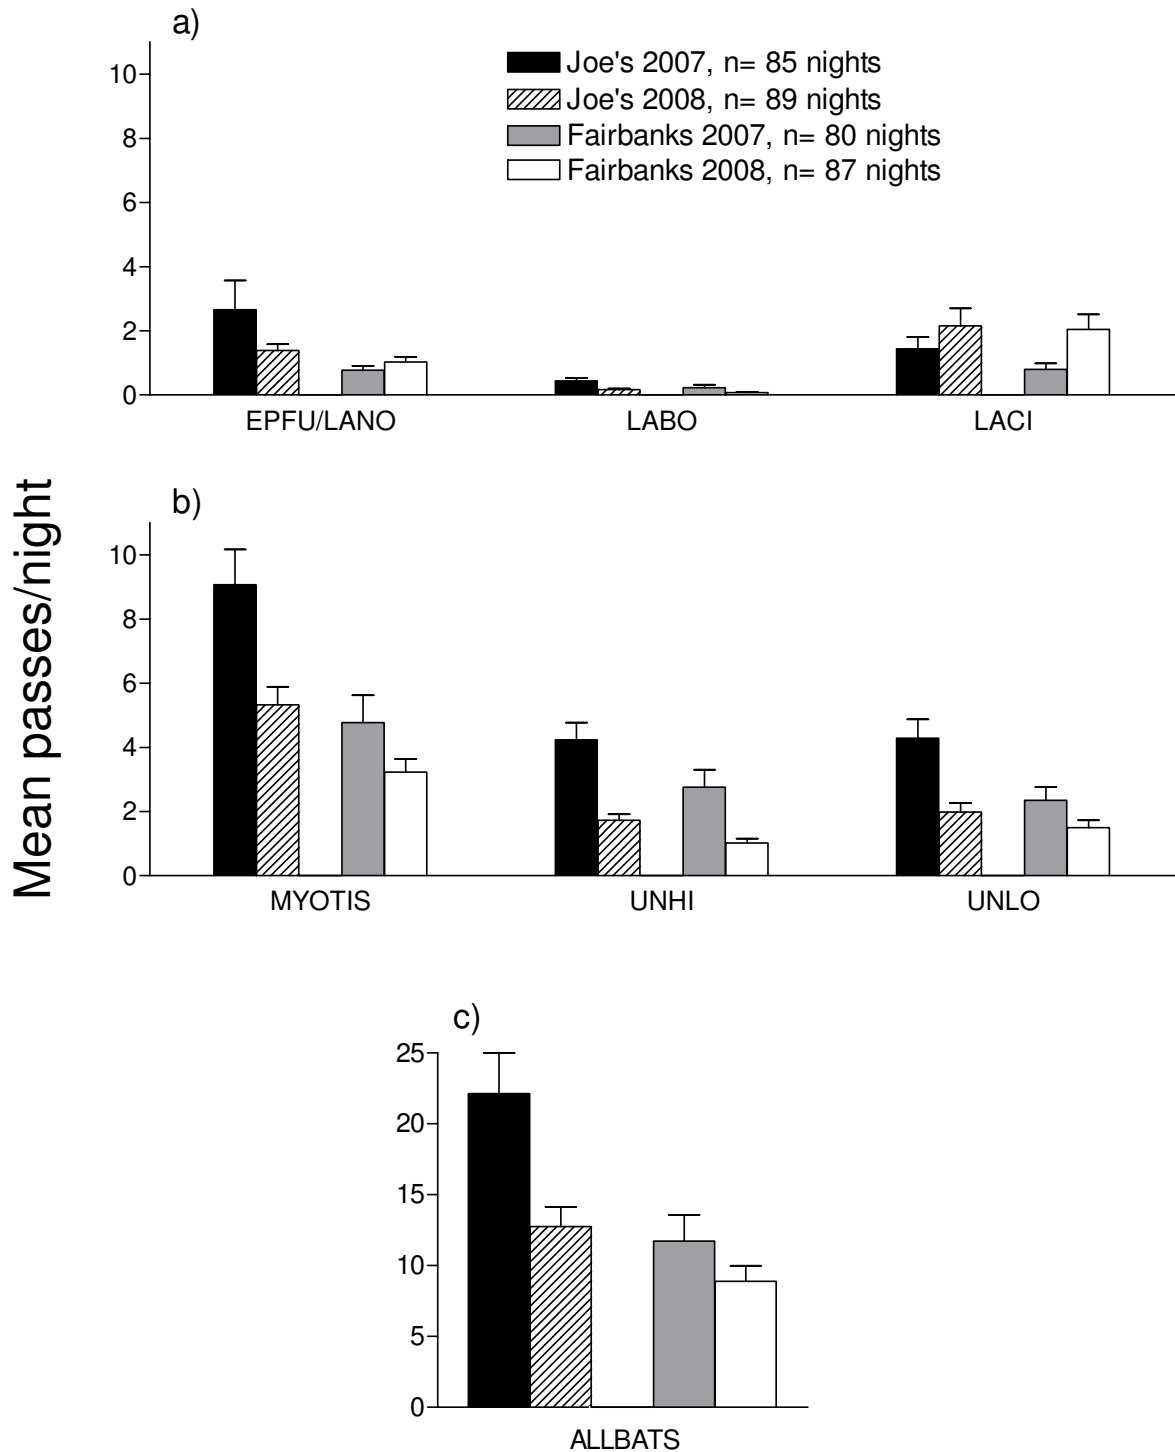 a)
Joe's 2007, n= 85 nights
Joe's 2008, n= 89 nights
Fairbanks 2007, n= 80 nights
Fairbanks 2008, n= 87 nights
10
8
6
4
2
0
EPFU/LANO LABO LACI
Mean passes/night
b)
10
8
6
4
2
0
MYOTIS UNHI UNLO
c)
25
20
15
10
5
0
ALLBATS